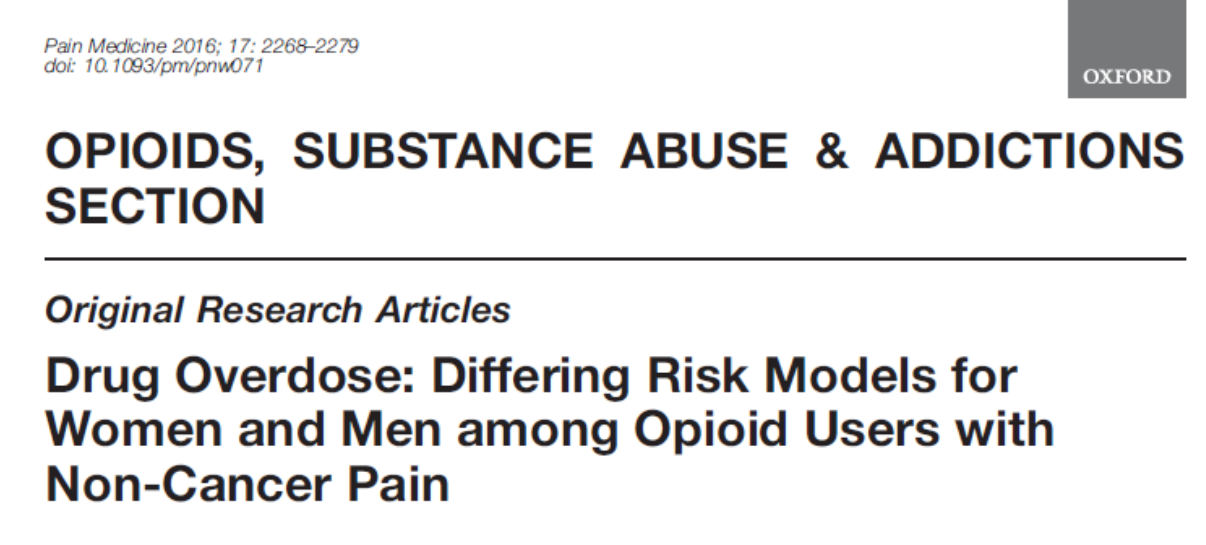 Pain Medicine 2016; 17: 2268–2279
doi: 10.1093/pm/pnw071
OXFORD
OPIOIDS, SUBSTANCE ABUSE & ADDICTIONS
SECTION
Original Research Articles
Drug Overdose: Differing Risk Models for
Women and Men among Opioid Users with
Non-Cancer Pain